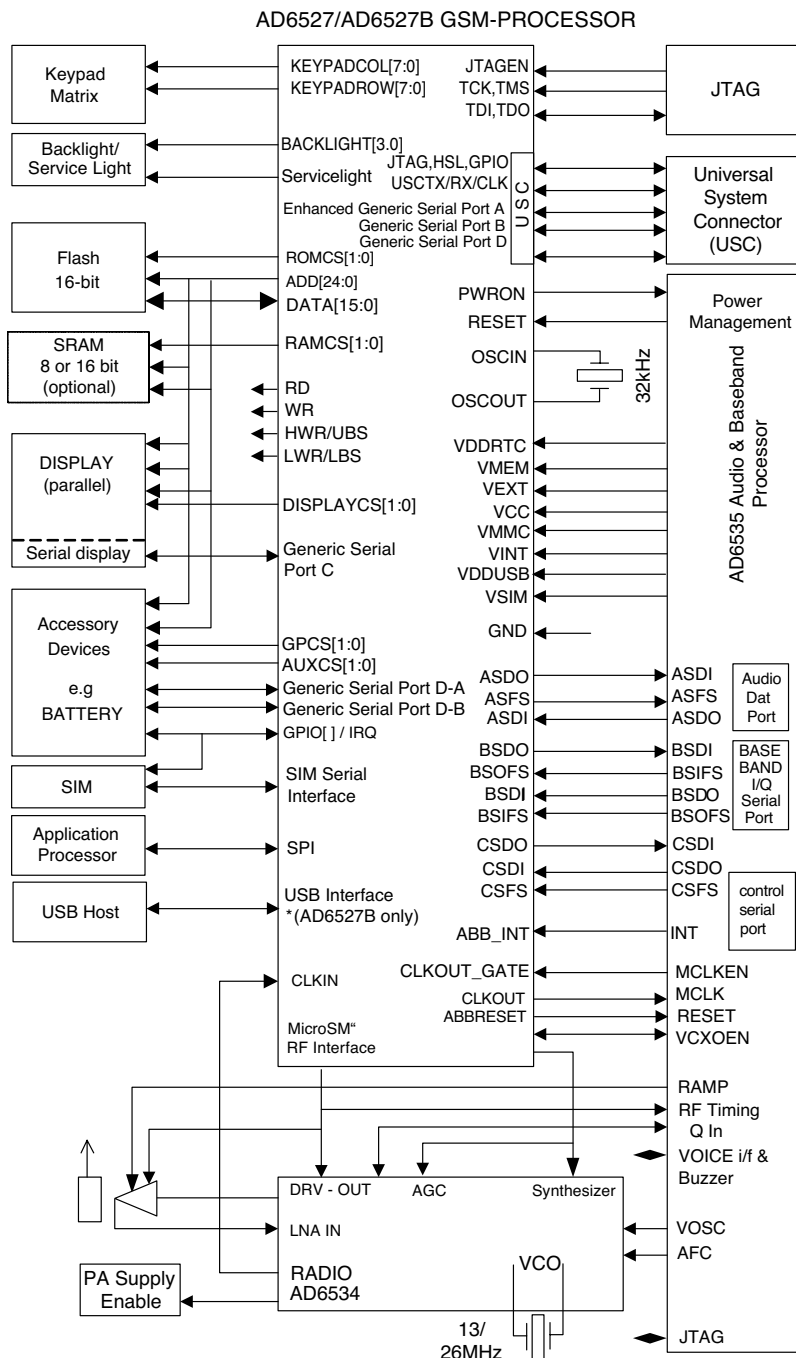 AD6527/AD6527B GSM-PROCESSOR
Keypad
Matrix
Backlight/
Service Light
Flash
16-bit
SRAM
8 or 16 bit
(optional)
DISPLAY
(parallel)
Serial display
Accessory
Devices
e.g
BATTERY
SIM
Application
Processor
USB Host
KEYPADCOL[7:0]
KEYPADROW[7:0]
BACKLIGHT[3.0]
Servicelight
ROMCS[1:0]
ADD[24:0]
DATA[15:0]
RAMCS[1:0]
RD
WR
HWR/UBS
LWR/LBS
DISPLAYCS[1:0]
Generic Serial
Port C
GPCS[1:0]
AUXCS[1:0]
Generic Serial Port D-A
Generic Serial Port D-B
GPIO[ ] / IRQ
SIM Serial
Interface
SPI
USB Interface
*(AD6527B only)
CLKIN
MicroSM“
RF Interface
JTAGEN
TCK,TMS
TDI,TDO
JTAG,HSL,GPIO
USCTX/RX/CLK
Enhanced Generic Serial Port A
Generic Serial Port B
Generic Serial Port D
USC
PWRON
RESET
OSCIN
OSCOUT
32kHz
VDDRTC
VMEM
VEXT
VCC
VMMC
VINT
VDDUSB
VSIM
GND
ASDO
ASFS
ASDI
BSDO
BSOFS
BSDI
BSIFS
CSDO
CSDI
CSFS
ABB_INT
CLKOUT_GATE
CLKOUT
ABBRESET
JTAG
Universal
System
Connector
(USC)
Power
Management
AD6535 Audio & Baseband
Processor
ASDI
ASFS
ASDO
Audio
Dat
Port
BSDI
BSIFS
BSDO
BSOFS
BASE
BAND
I/Q
Serial
Port
CSDI
CSDO
CSFS
control
serial
port
INT
MCLKEN
MCLK
RESET
VCXOEN
RAMP
RF Timing
Q In
VOICE i/f &
Buzzer
VOSC
AFC
JTAG
DRV - OUT
AGC
Synthesizer
LNA IN
RADIO
AD6534
VCO
PA Supply
Enable
13/
26MHz